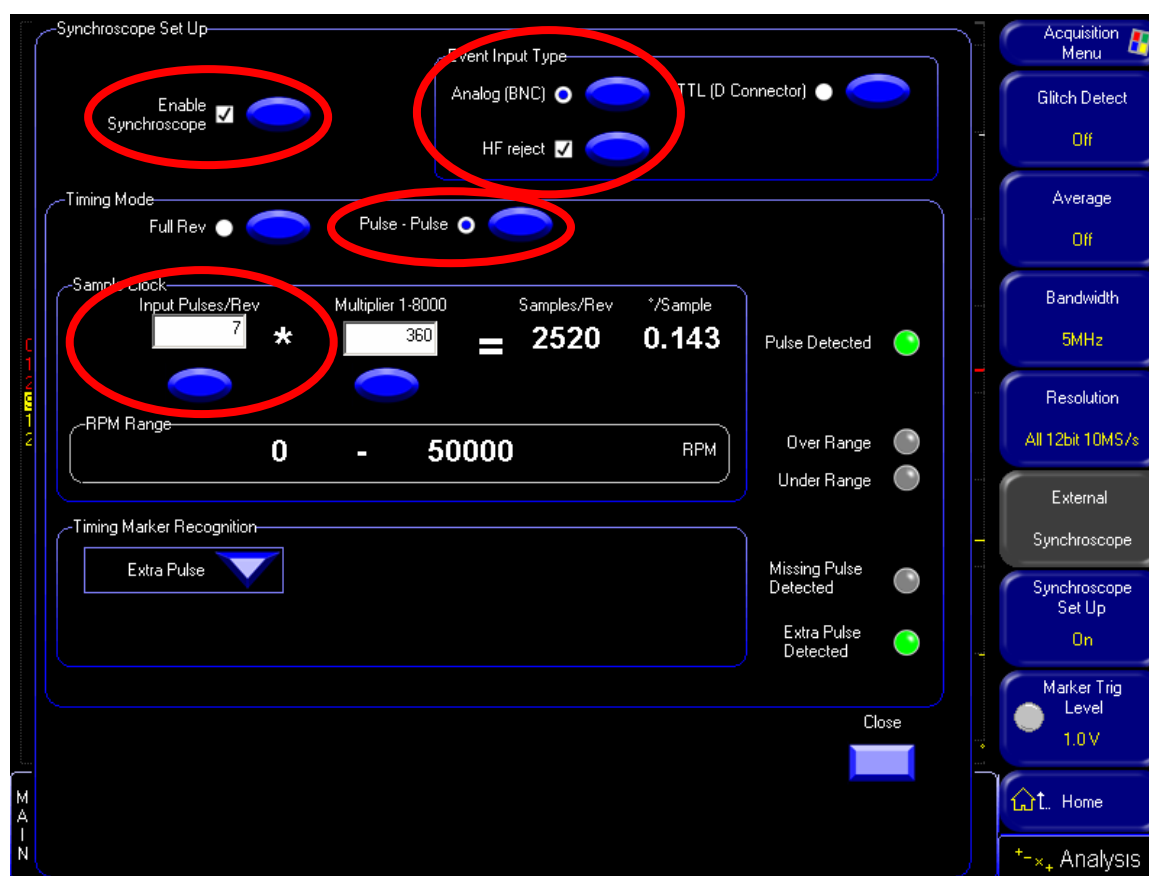 Synchroscope Set Up
Event Input Type
Enable
Synchroscope
Analog (BNC)
TTL (D Connector)
HF reject
Timing Mode
Full Rev
Pulse - Pulse
Sample Clock
Input Pulses/Rev
Multiplier 1-8000
Samples/Rev
°/Sample
7
*
360
=
2520
0.143
Pulse Detected
RPM Range
0 - 50000 RPM
Over Range
Under Range
Timing Marker Recognition
Extra Pulse
Missing Pulse
Detected
Extra Pulse
Detected
Close
MAIN
Acquisition
Menu
Glitch Detect
Off
Average
Off
Bandwidth
5MHz
Resolution
All 12bit 10MS/s
External
Synchroscope
Synchroscope
Set Up
On
Marker Trig
Level
1.0 V
Home
Analysis